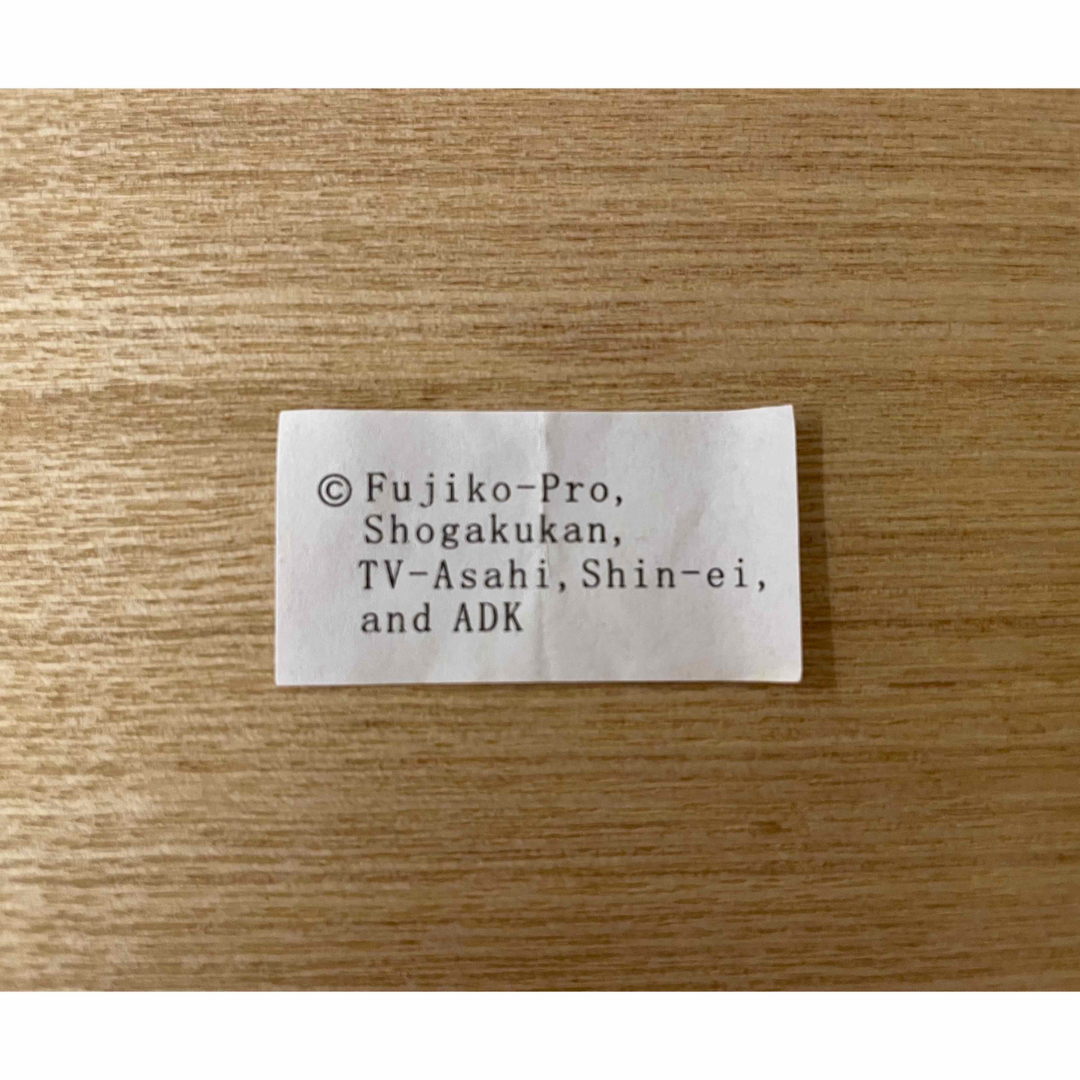 ©Fujiko-Pro,
Shogakukan,
TV-Asahi, Shin-ei,
and ADK